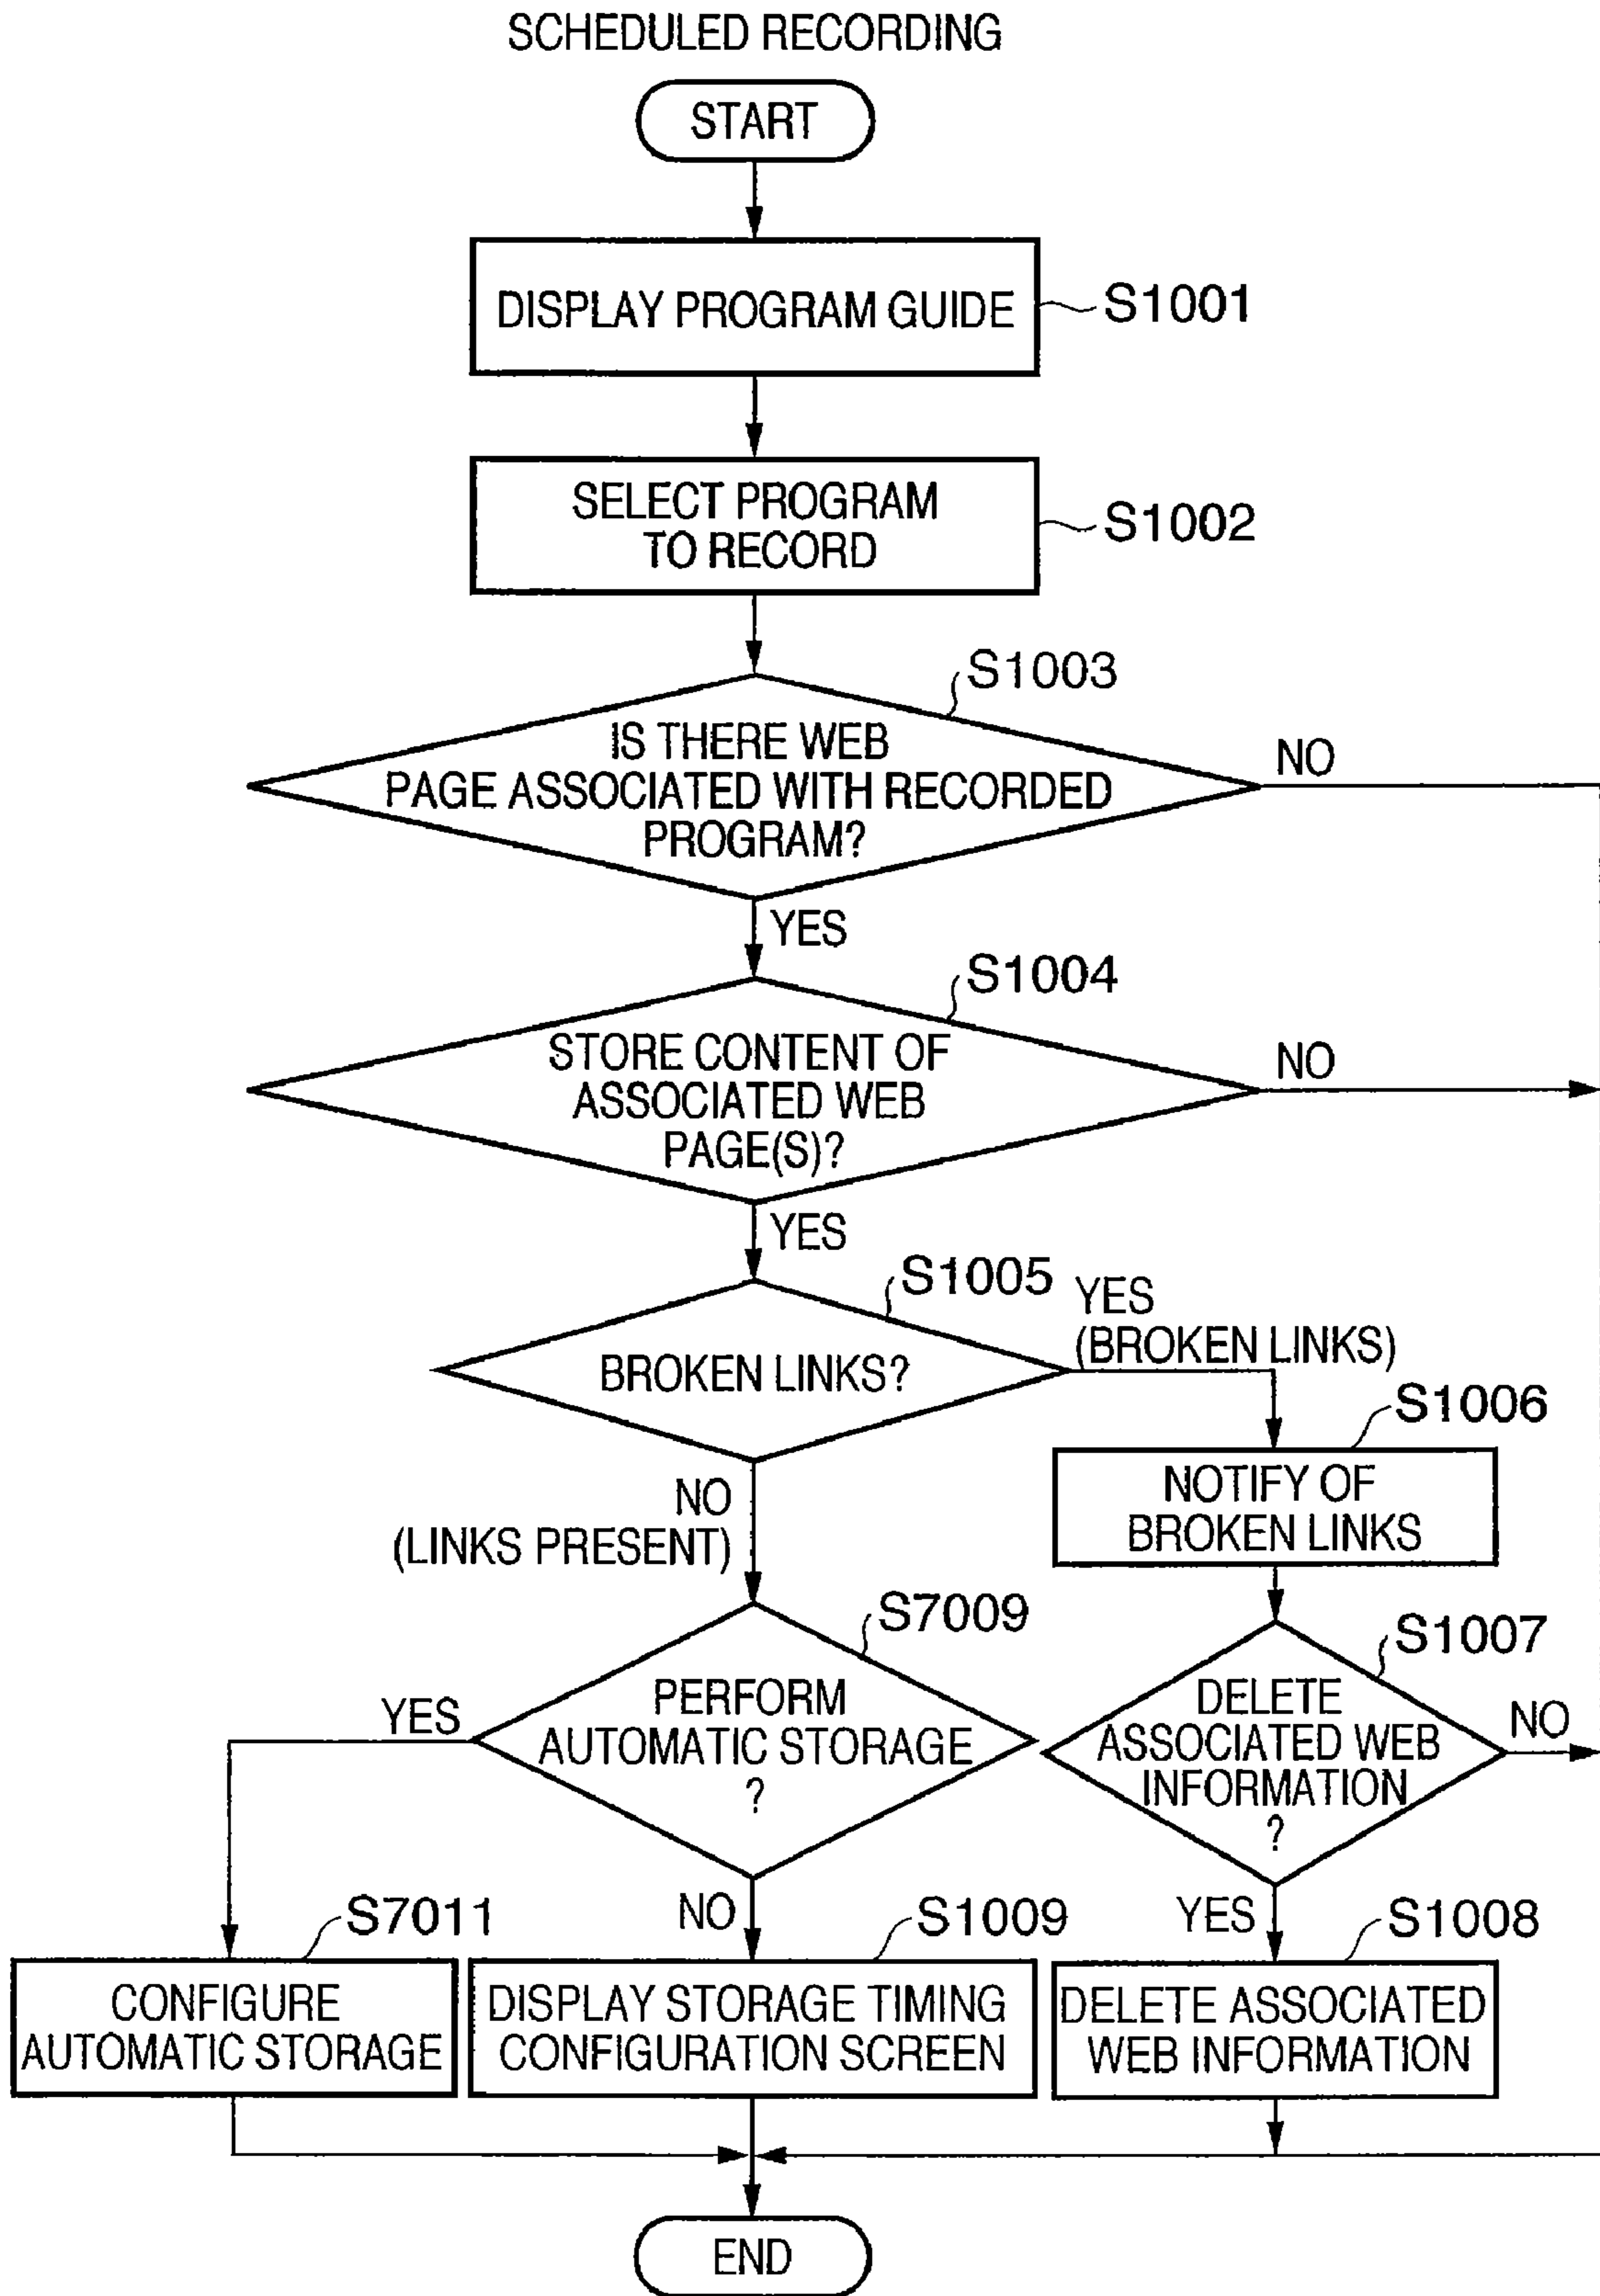 SCHEDULED RECORDING
START
DISPLAY PROGRAM GUIDE
S1001
SELECT PROGRAM
TO RECORD
S1002
S1003
IS THERE WEB
PAGE ASSOCIATED WITH RECORDED
PROGRAM?
NO
YES
S1004
STORE CONTENT OF
ASSOCIATED WEB
PAGE(S)?
NO
YES
S1005
BROKEN LINKS?
YES
(BROKEN LINKS)
NO
(LINKS PRESENT)
S1006
NOTIFY OF
BROKEN LINKS
S7009
PERFORM
AUTOMATIC STORAGE
?
YES
NO
S1007
DELETE
ASSOCIATED WEB
INFORMATION
?
NO
YES
S7011
CONFIGURE
AUTOMATIC STORAGE
S1009
DISPLAY STORAGE TIMING
CONFIGURATION SCREEN
S1008
DELETE ASSOCIATED
WEB INFORMATION
END